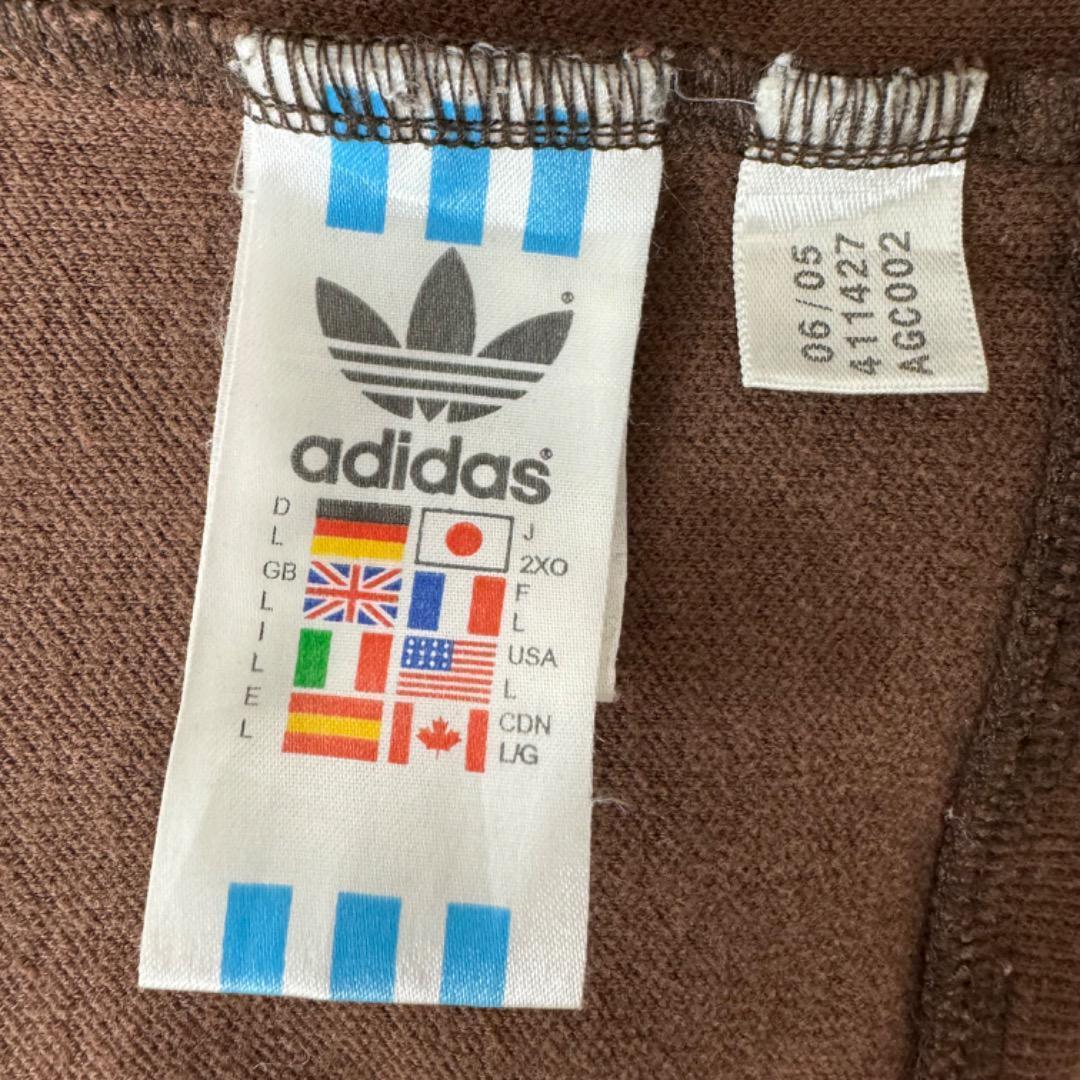 adidas
D
L
J
2XO
GB
L
F
L
I
L
USA
L
E
L
CDN
L/G
06/05
411427
AGC002